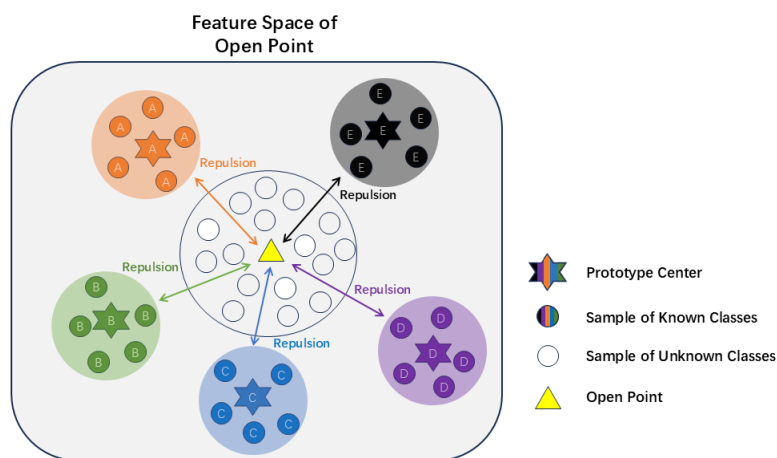 Feature Space of
Open Point
A
A
A
A
A
A
E
E
E
E
E
E
Repulsion
Repulsion
Repulsion
Repulsion
Repulsion
B
B
B
B
B
B
C
C
C
C
C
C
D
D
D
D
D
D
Prototype Center
Sample of Known Classes
Sample of Unknown Classes
Open Point